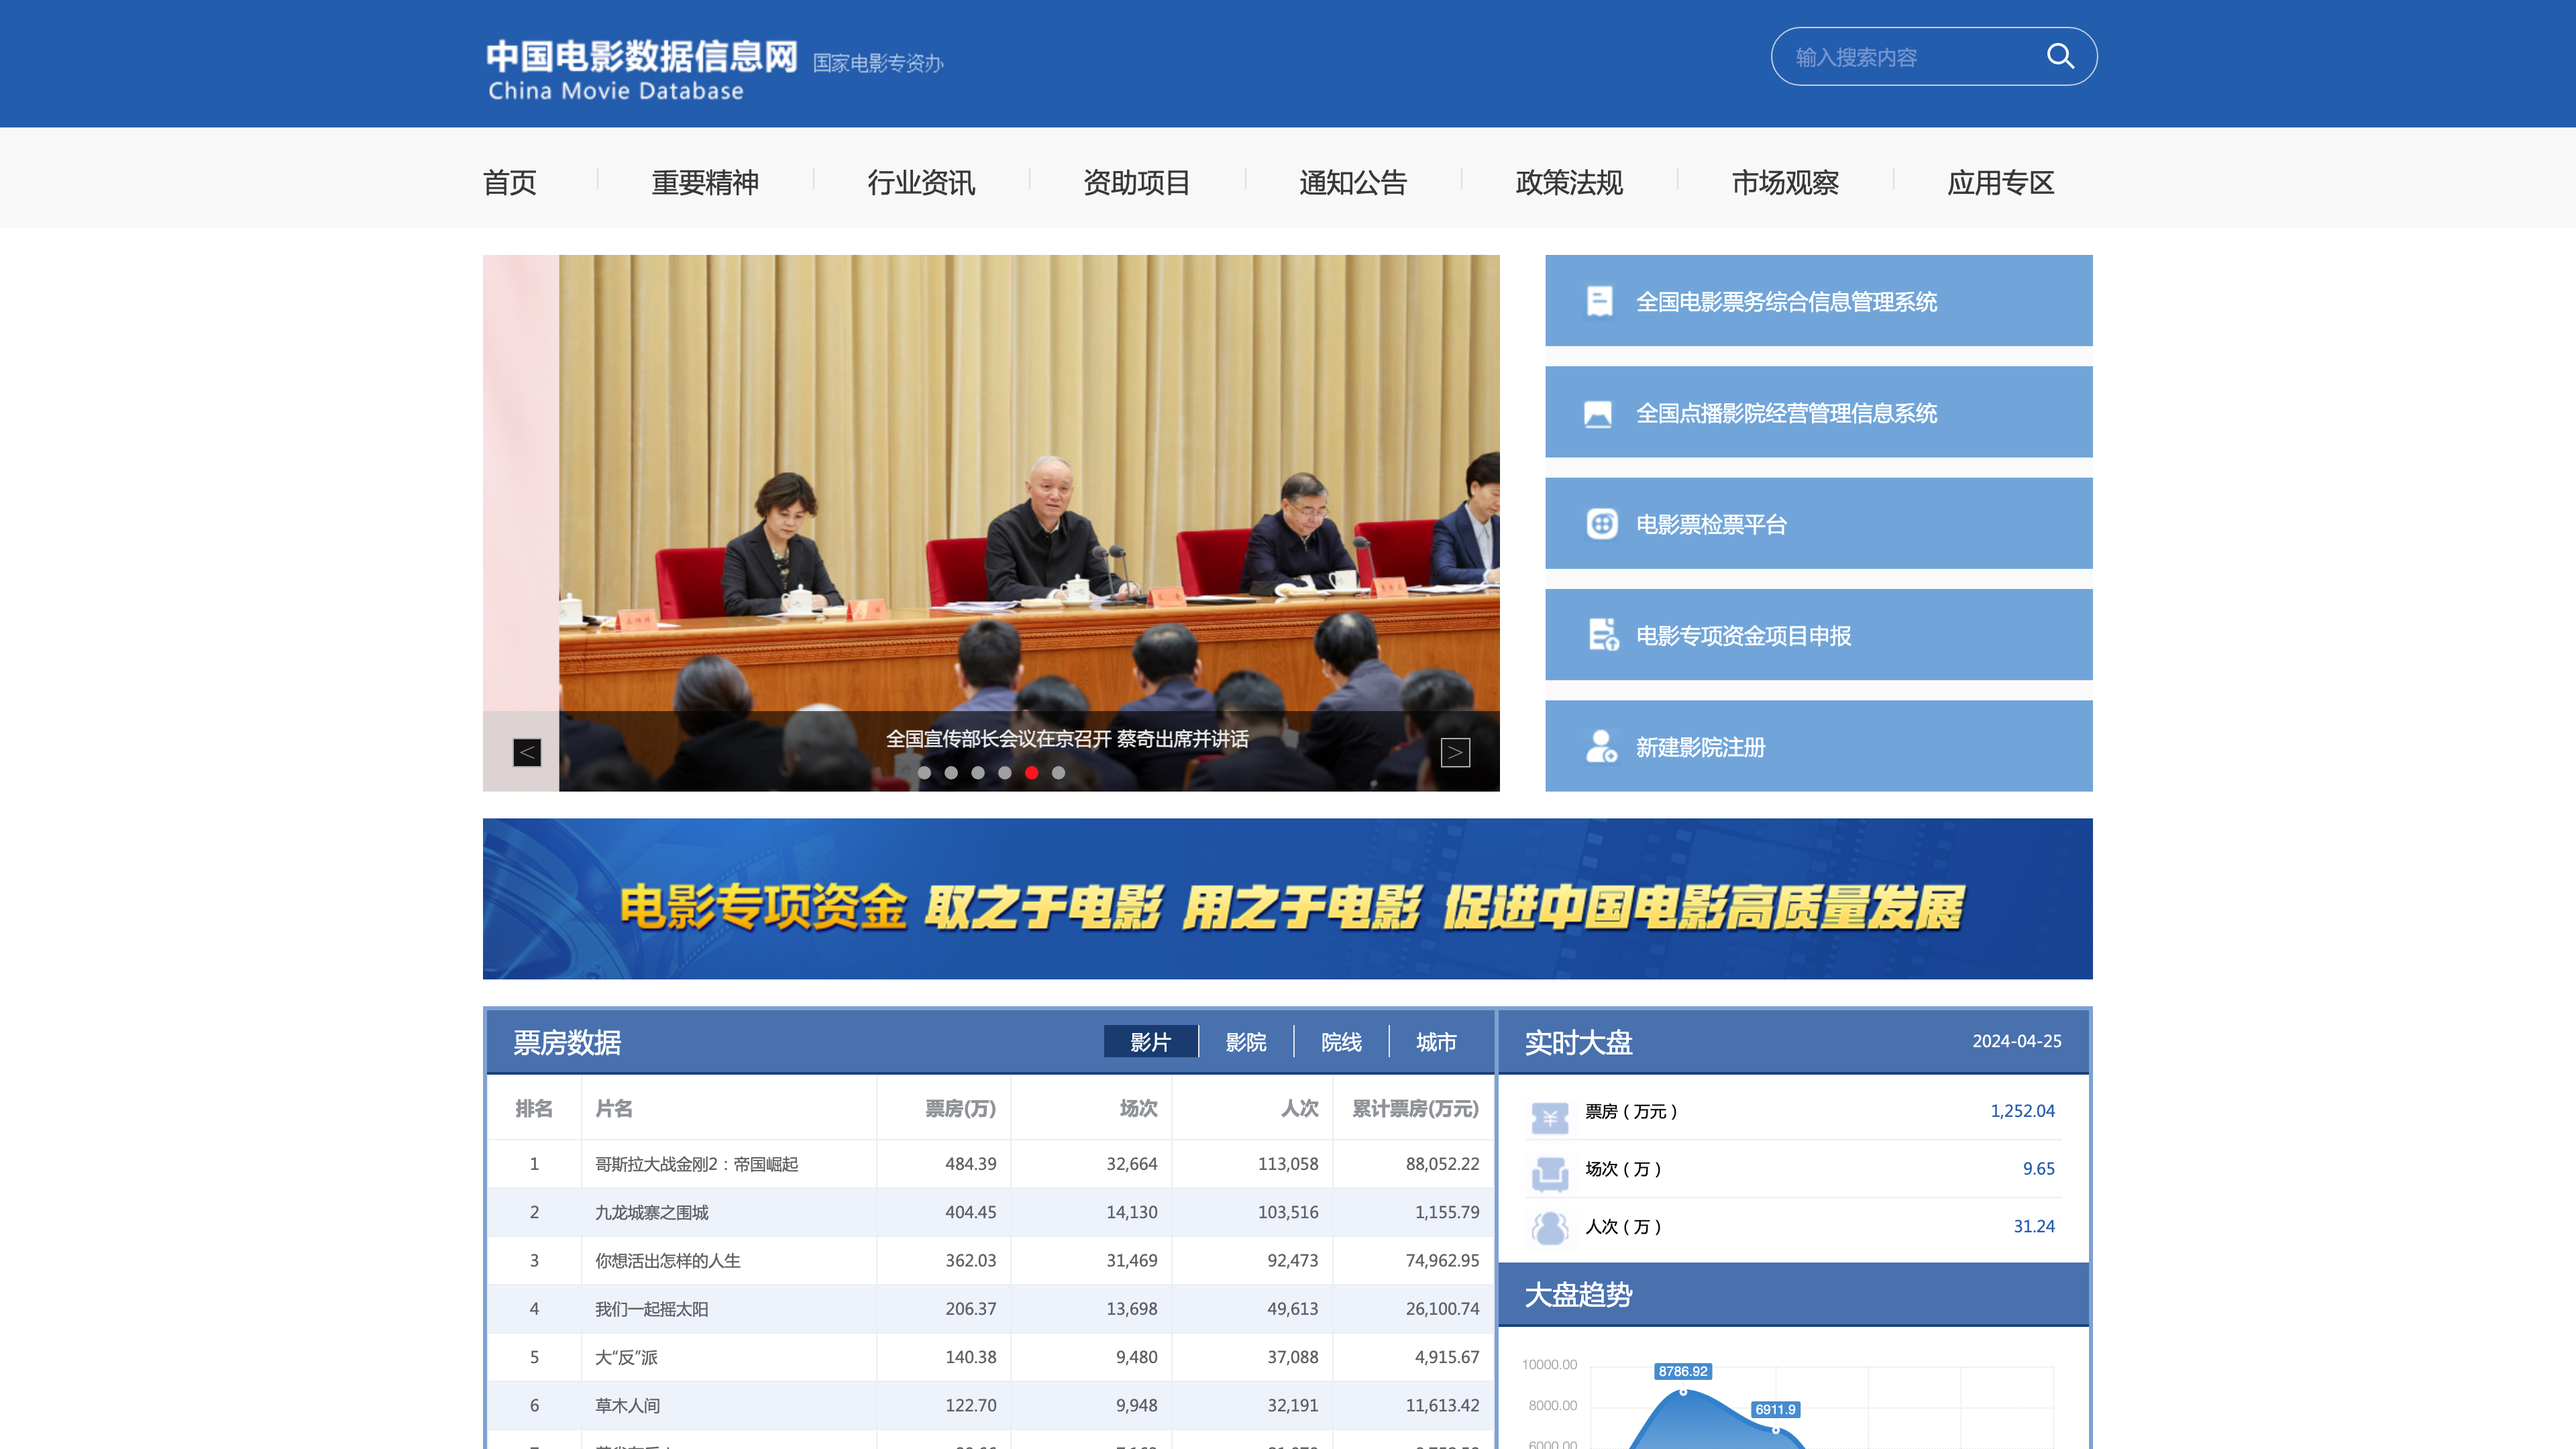 中国电影数据信息网 国家电影专资办
China Movie Database
输入搜索内容
首页 重要精神 行业资讯 资助项目 通知公告 政策法规 市场观察 应用专区
全国宣传部长会议在京召开 蔡奇出席并讲话
< >
全国电影票务综合信息管理系统
全国点播影院经营管理信息系统
电影票检票平台
电影专项资金项目申报
新建影院注册
电影专项资金 取之于电影 用之于电影 促进中国电影高质量发展
票房数据 影片 影院 院线 城市
排名 片名 票房(万) 场次 人次 累计票房(万元)
1 哥斯拉大战金刚2：帝国崛起 484.39 32,664 113,058 88,052.22
2 九龙城寨之围城 404.45 14,130 103,516 1,155.79
3 你想活出怎样的人生 362.03 31,469 92,473 74,962.95
4 我们一起摇太阳 206.37 13,698 49,613 26,100.74
5 大“反”派 140.38 9,480 37,088 4,915.67
6 草木人间 122.70 9,948 32,191 11,613.42
实时大盘 2024-04-25
票房（万元） 1,252.04
场次（万） 9.65
人次（万） 31.24
大盘趋势
10000.00
8786.92
8000.00
6911.9
6000.00